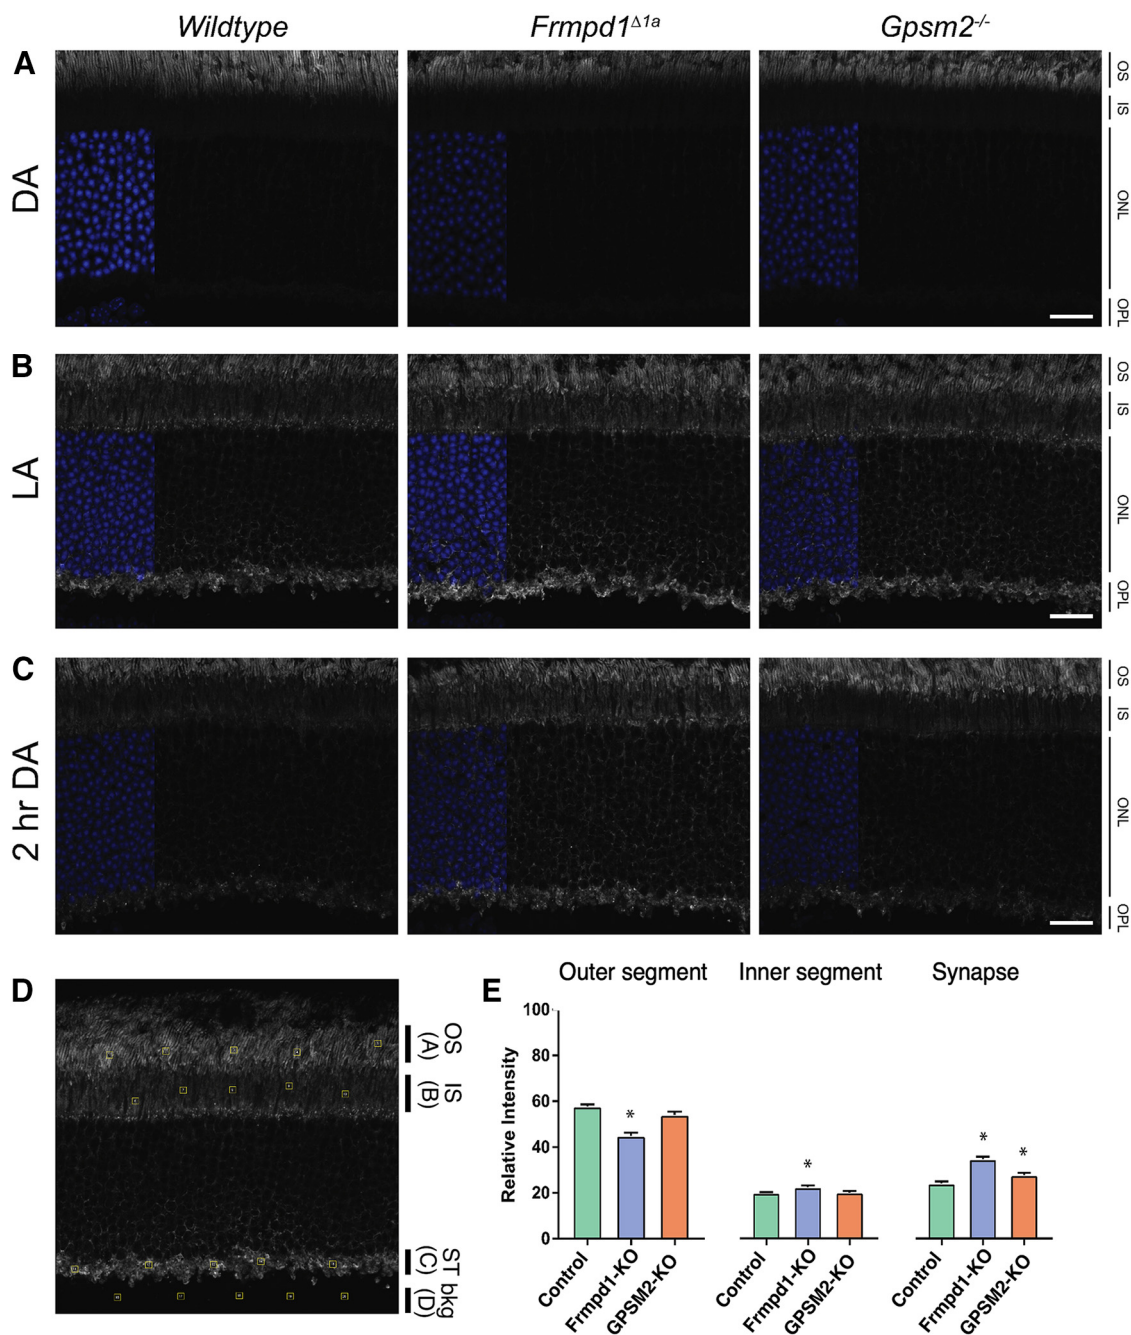 Wildtype
Frmpd1Δ1a
Gpsm2-/-
A
DA
OS
IS
ONL
OPL
B
LA
OS
IS
ONL
OPL
C
2 hr DA
OS
IS
ONL
OPL
D
OS
(A)
IS
(B)
ST
(C)
bkg
(D)
E
Outer segment
Inner segment
Synapse
Relative Intensity
100
80
60
40
20
0
*
*
*
*
Control
Frmpd1-KO
GPSM2-KO
Control
Frmpd1-KO
GPSM2-KO
Control
Frmpd1-KO
GPSM2-KO